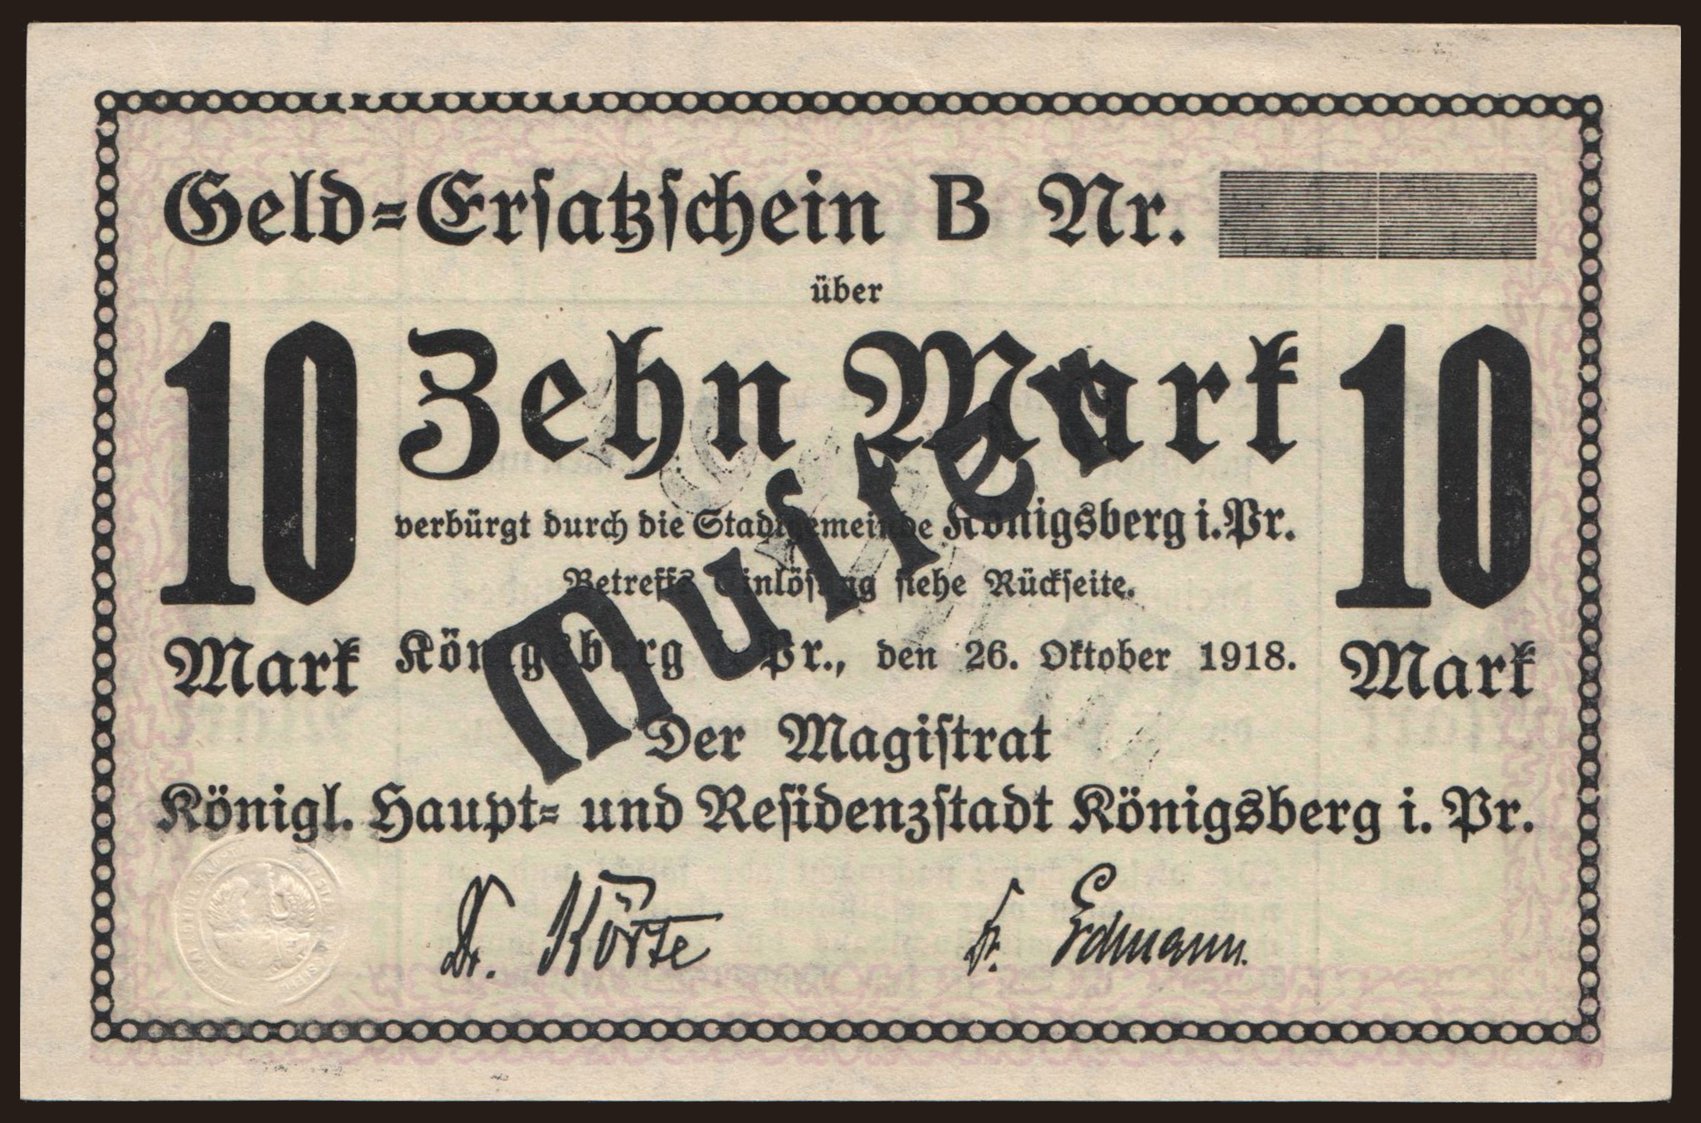 Geld-Ersatzschein B Nr.
über
10 Zehn Mark 10
verbürgt durch die Stadtgemeinde Königsberg i. Pr.
Betreffs Einlösung siehe Rückseite.
Mark Königsberg i. Pr., den 26. Oktober 1918. Mark
Muster
Der Magistrat
Königl. Haupt- und Residenzstadt Königsberg i. Pr.
Dr. Körte Dr. Erdmann.